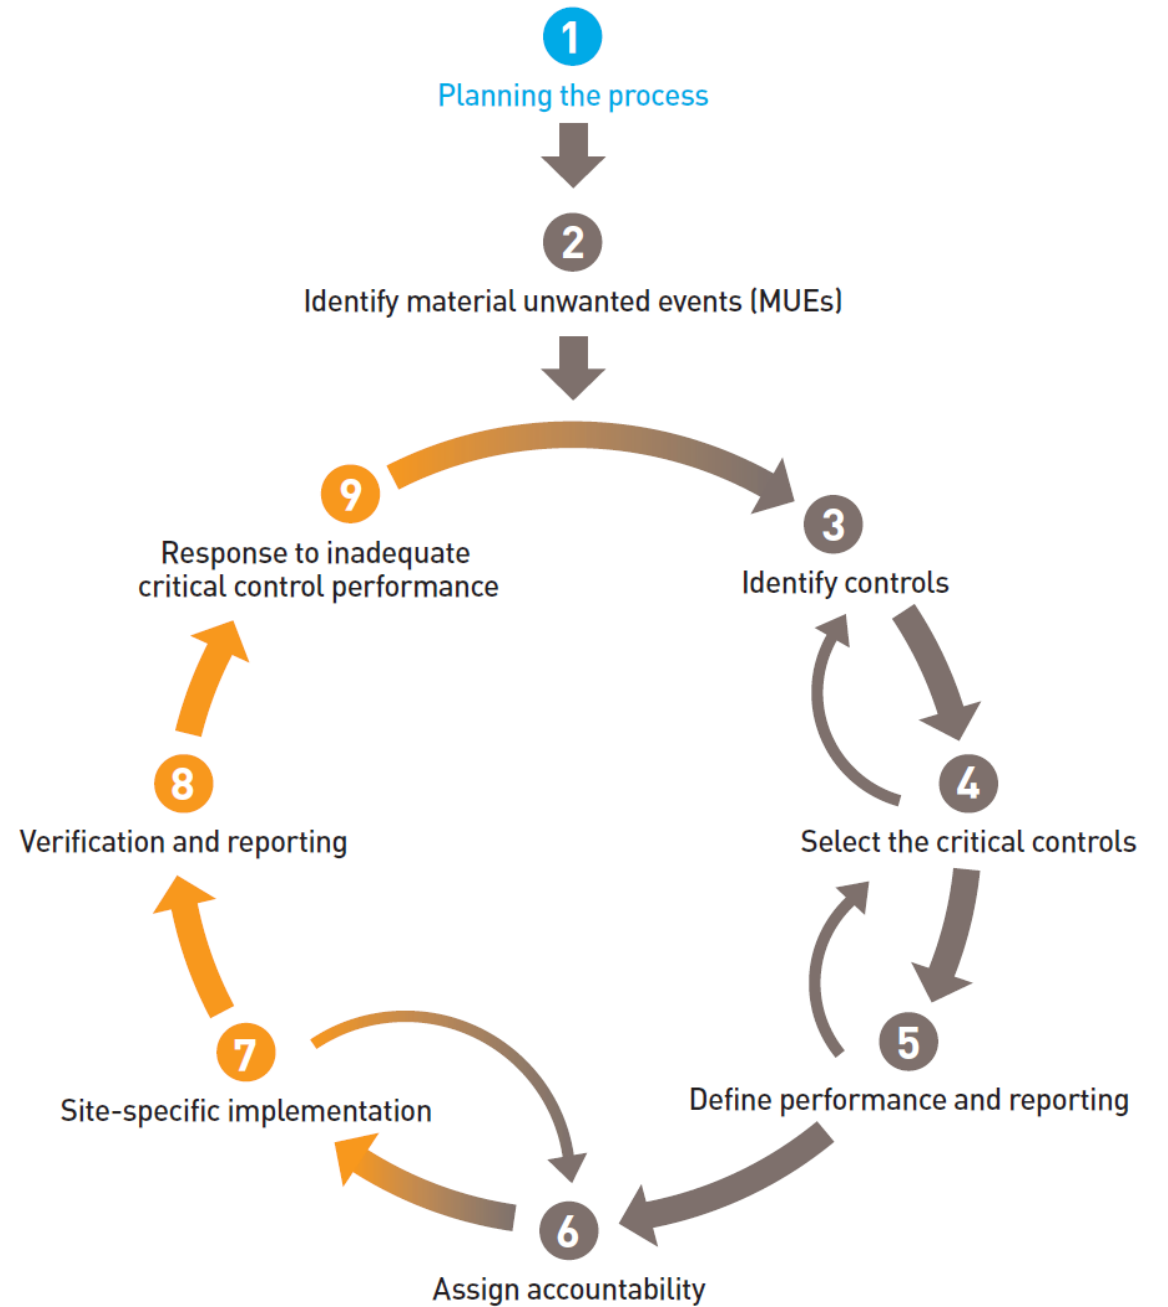 1
Planning the process
2
Identify material unwanted events (MUEs)
9
Response to inadequate
critical control performance
3
Identify controls
8
Verification and reporting
4
Select the critical controls
7
Site-specific implementation
5
Define performance and reporting
6
Assign accountability